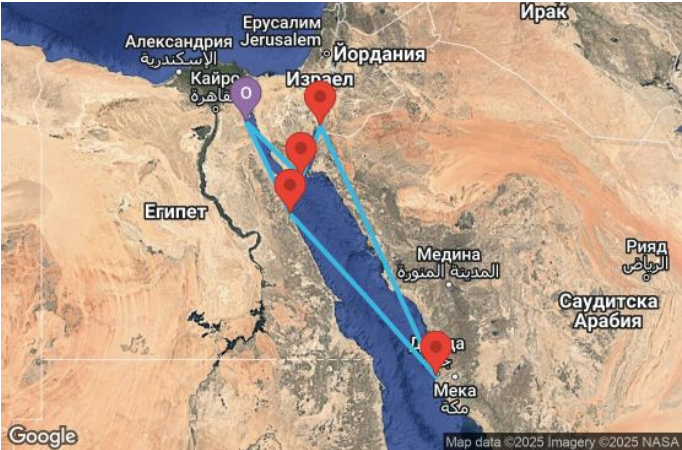 Ирак
Ерусалим
Jerusalem
Александрия
الإسكندرية
Йордания
Кайро
Израел
O
Египет
Медина
المدينة المنورة
Рияд
الرياض
Саудитска
Арабия
Мека
مكة
Google
Map data ©2025 Imagery ©2025 NASA